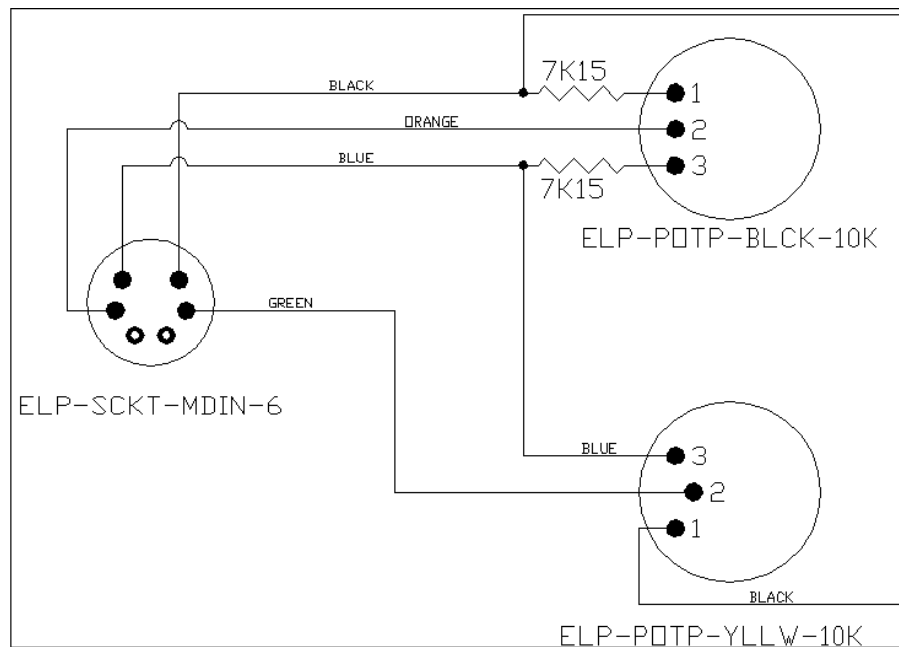 7K15
BLACK
1
ORANGE
2
BLUE
3
7K15
ELP-POTP-BLCK-10K
GREEN
ELP-SCKT-MDIN-6
BLUE
3
2
1
BLACK
ELP-POTP-YLLW-10K